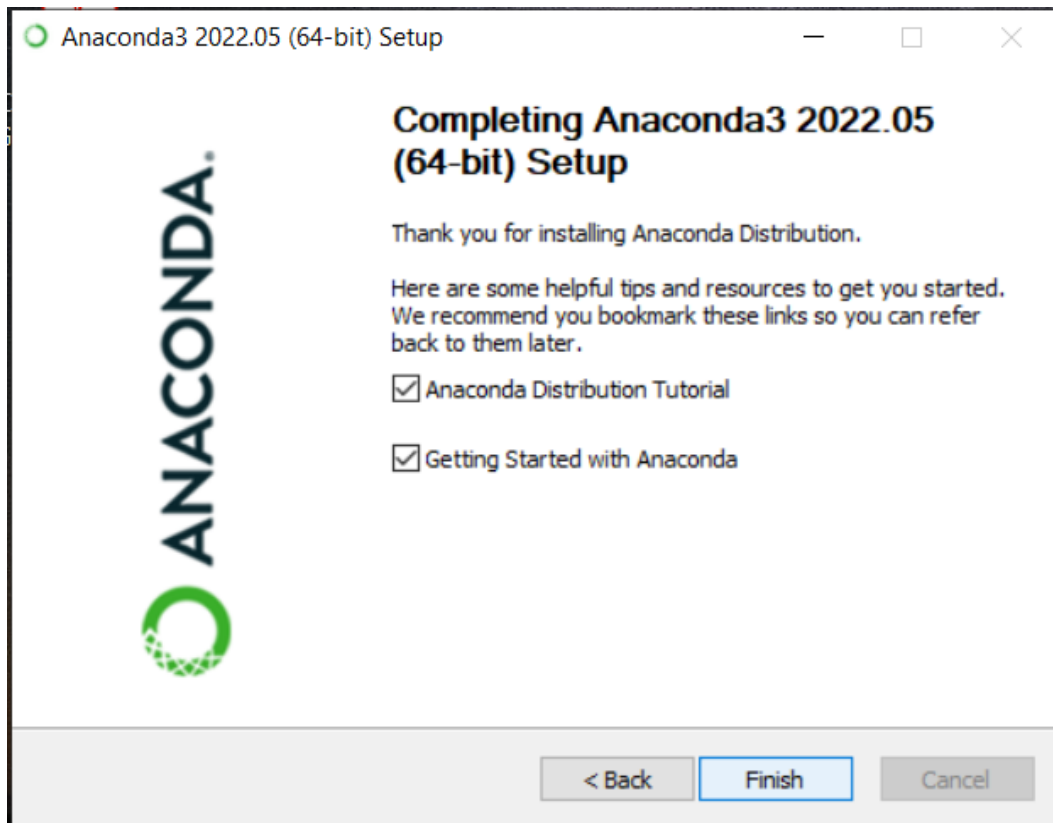 Anaconda3 2022.05 (64-bit) Setup
ANACONDA.
Completing Anaconda3 2022.05
(64-bit) Setup
Thank you for installing Anaconda Distribution.
Here are some helpful tips and resources to get you started.
We recommend you bookmark these links so you can refer
back to them later.
Anaconda Distribution Tutorial
Getting Started with Anaconda
< Back
Finish
Cancel